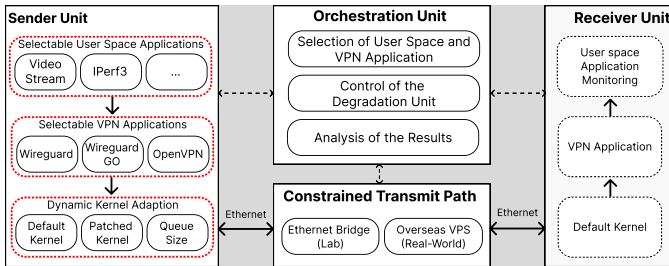 Sender Unit
Selectable User Space Applications
Video
Stream
IPerf3
...
Selectable VPN Applications
Wireguard
Wireguard
GO
OpenVPN
Dynamic Kernel Adaption
Default
Kernel
Patched
Kernel
Queue
Size
Ethernet
Orchestration Unit
Selection of User Space and
VPN Application
Control of the
Degradation Unit
Analysis of the Results
Constrained Transmit Path
Ethernet Bridge
(Lab)
Overseas VPS
(Real-World)
Ethernet
Receiver Unit
User space
Application
Monitoring
VPN Application
Default Kernel